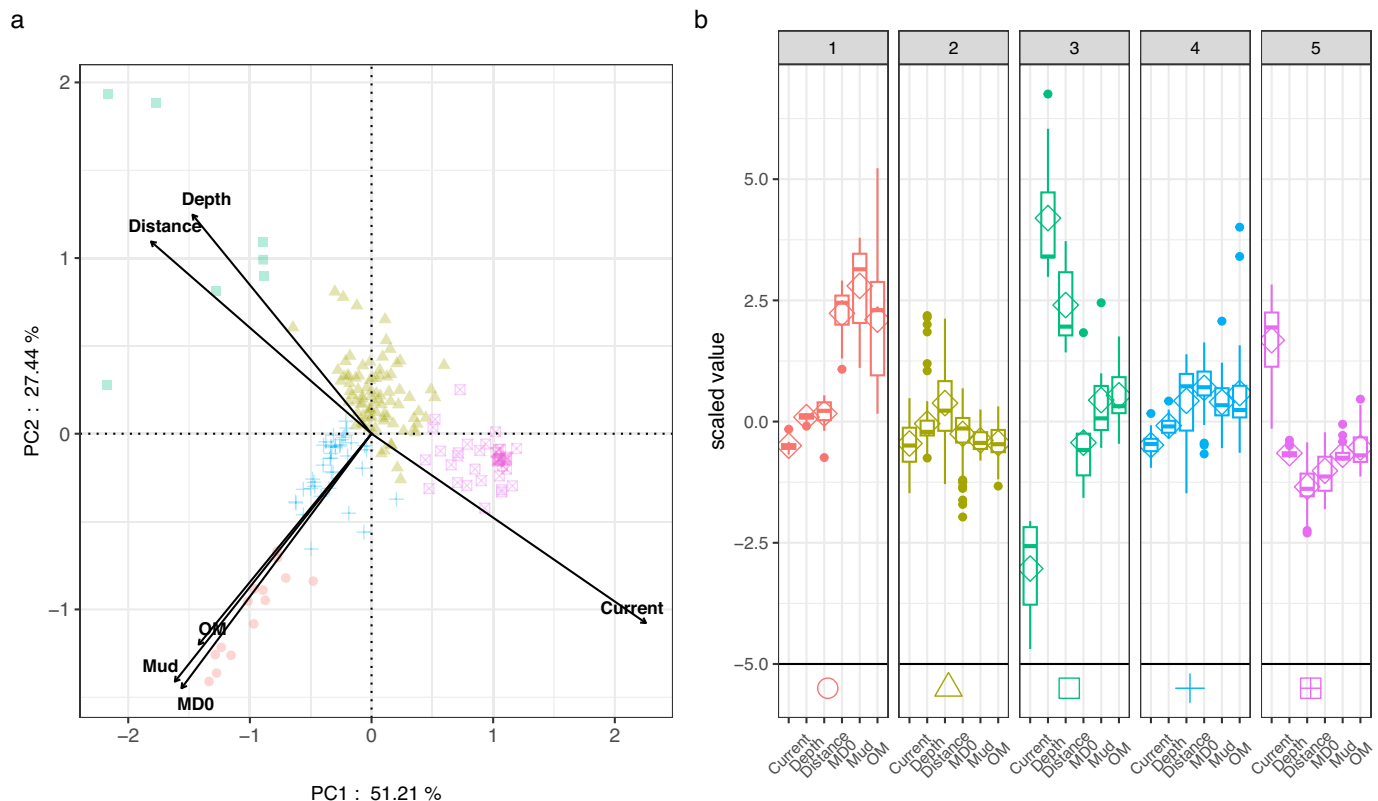 a
b
1
2
3
4
5
2
1
0
−1
−2
−1
0
1
2
PC2 : 27.44 %
PC1 : 51.21 %
Depth
Distance
Current
OM
Mud
MD0
scaled value
5.0
2.5
0.0
−2.5
−5.0
Current
Depth
Distance
MD0
Mud
OM
Current
Depth
Distance
MD0
Mud
OM
Current
Depth
Distance
MD0
Mud
OM
Current
Depth
Distance
MD0
Mud
OM
Current
Depth
Distance
MD0
Mud
OM